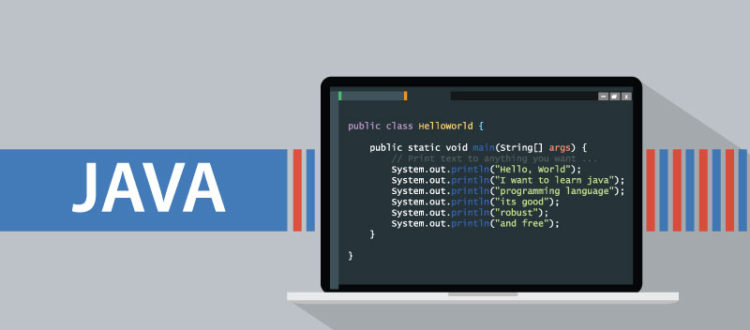 JAVA
public class HelloWorld {
public static void main(String[] args) {
// Print text to anything you want ...
System.out.println("Hello, World");
System.out.println("I want to learn java");
System.out.println("programming language");
System.out.println("its good");
System.out.println("robust");
System.out.println("and free");
}
}